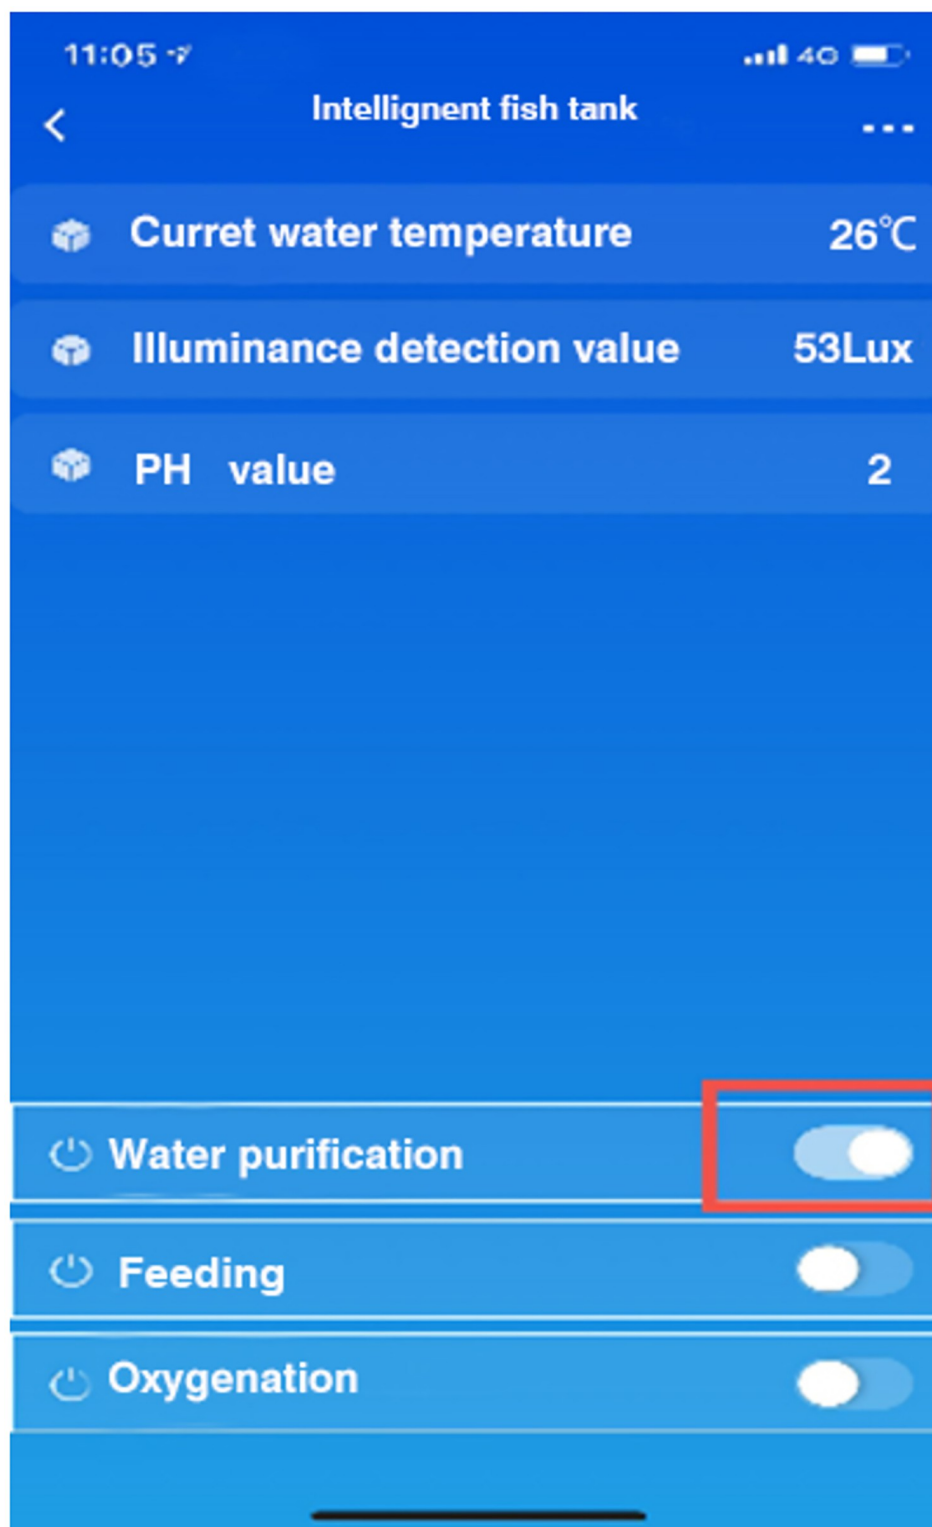 11:05
4G
Intellignent fish tank
Curret water temperature 26℃
Illuminance detection value 53Lux
PH value 2
Water purification
Feeding
Oxygenation